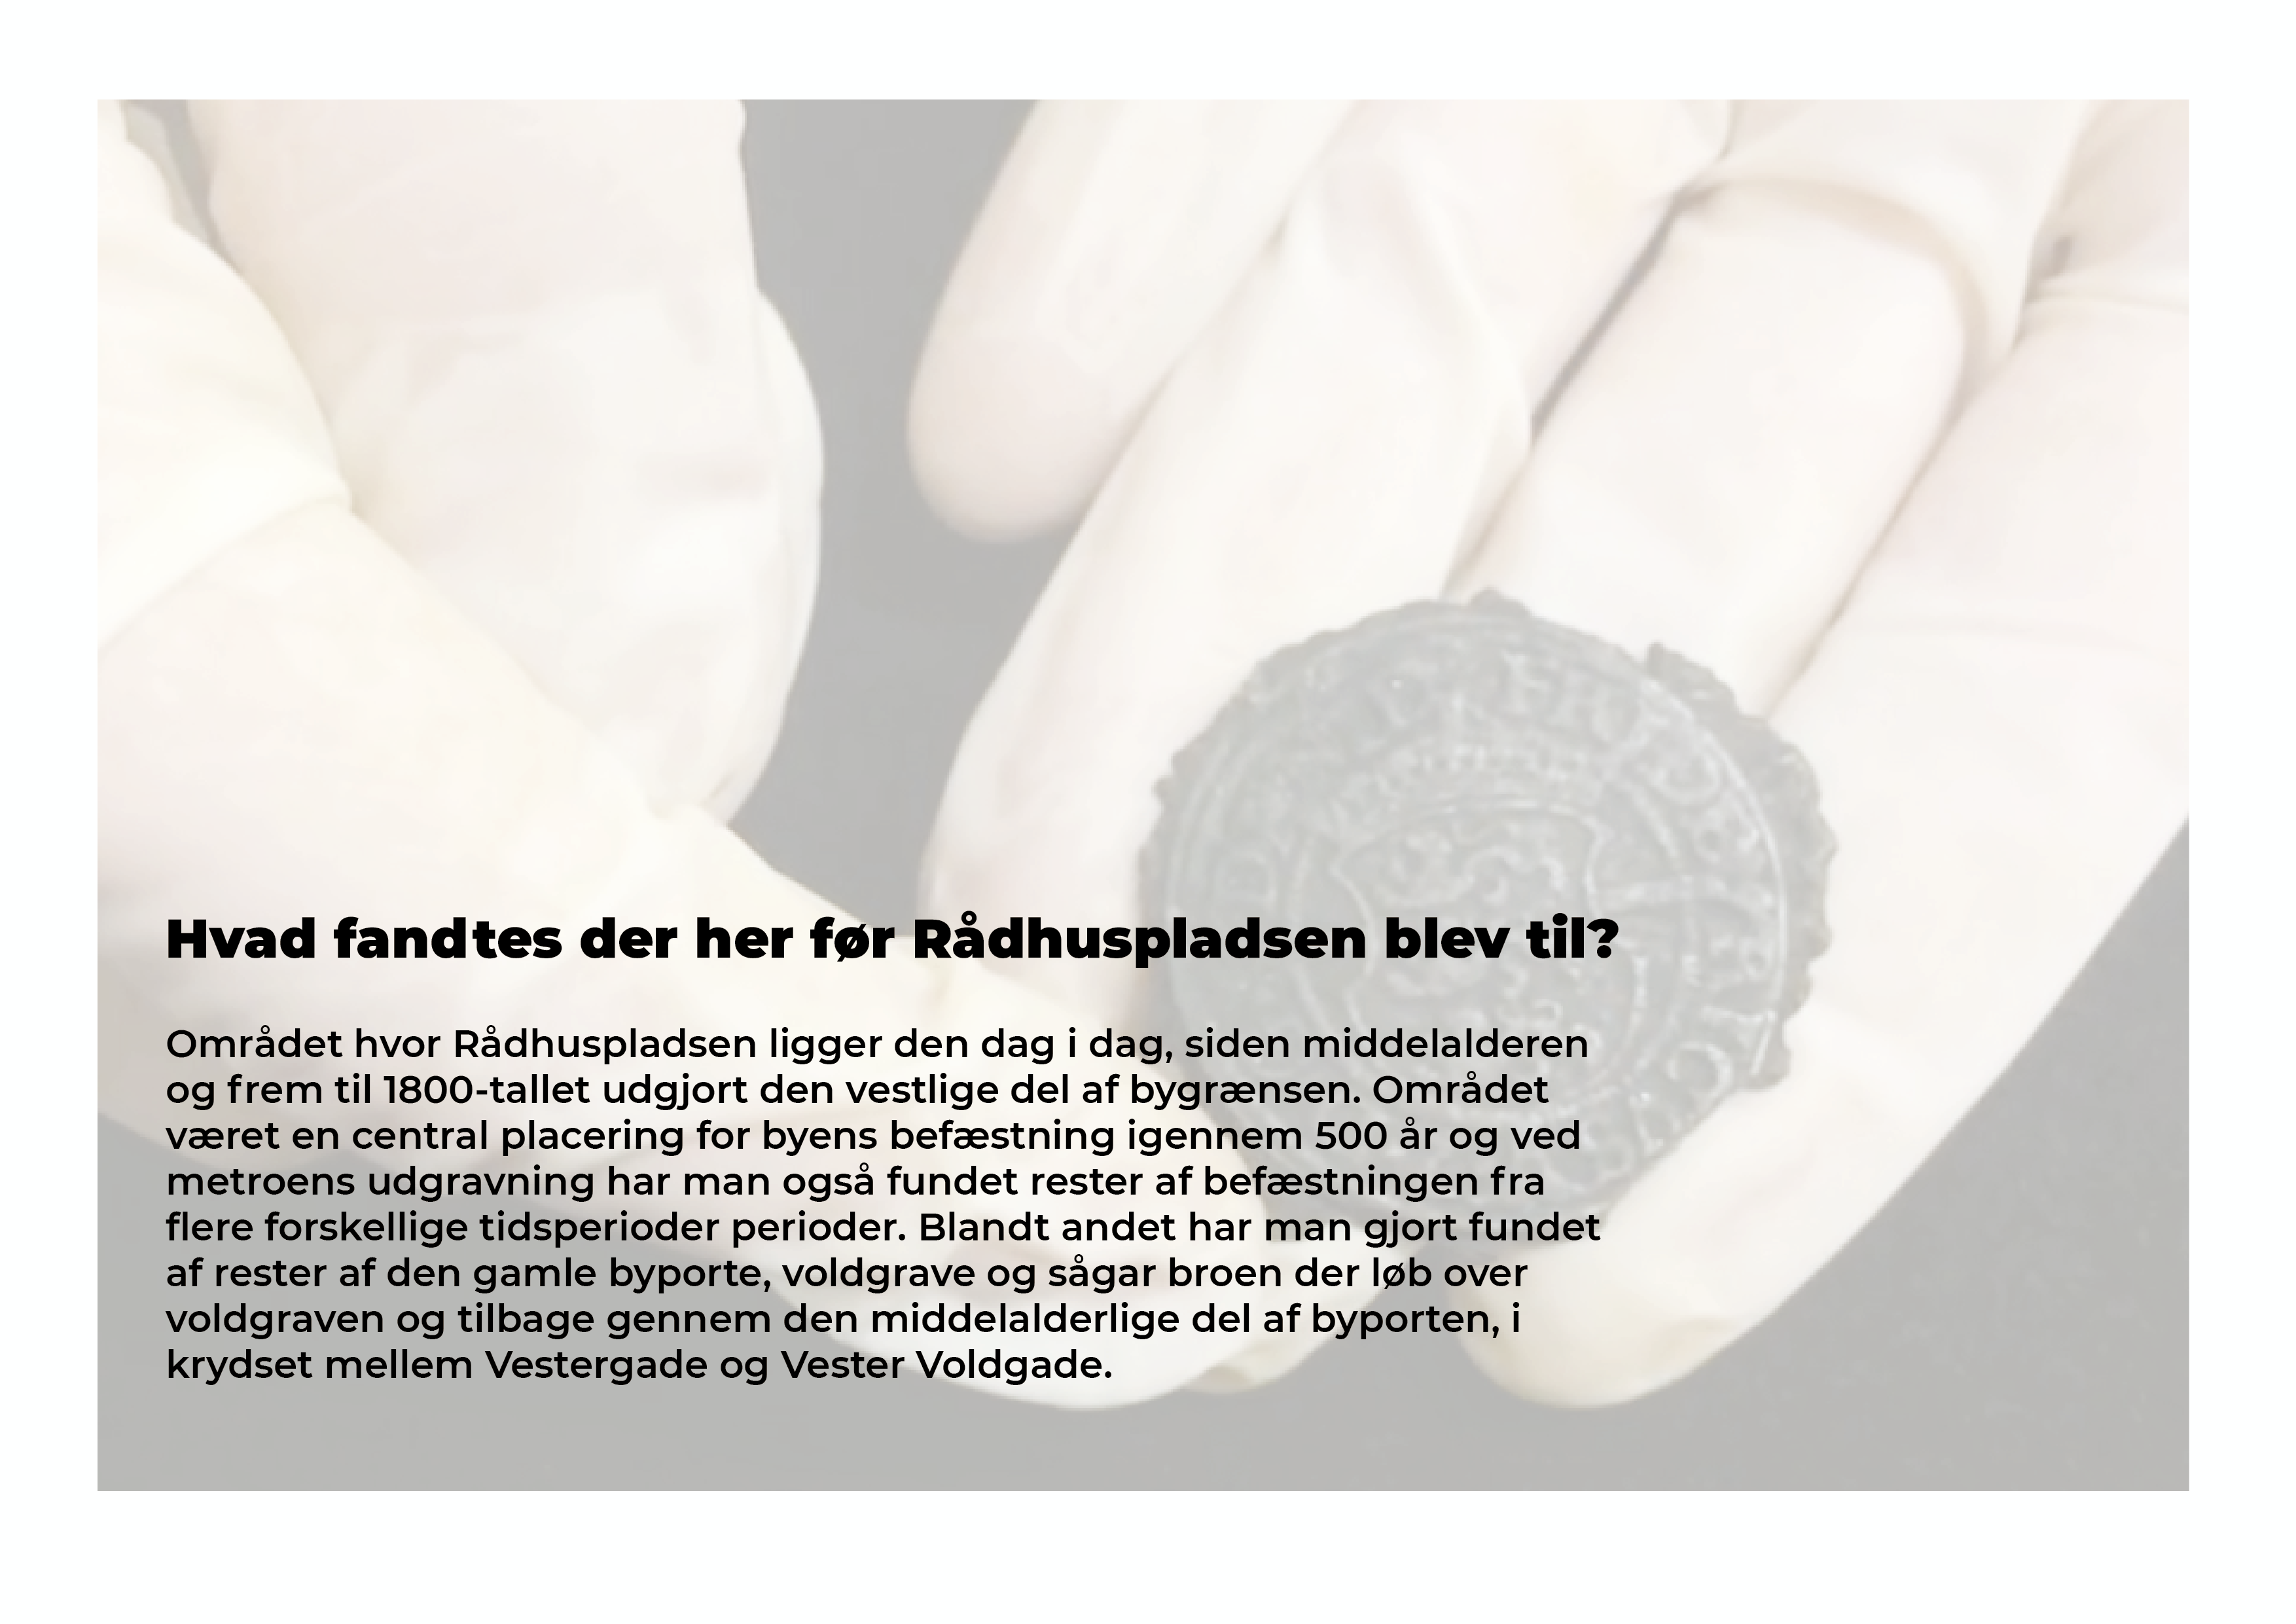 Hvad fandtes der her før Rådhuspladsen blev til?
Området hvor Rådhuspladsen ligger den dag i dag, siden middelalderen
og frem til 1800-tallet udgjort den vestlige del af bygrænsen. Området
været en central placering for byens befæstning igennem 500 år og ved
metroens udgravning har man også fundet rester af befæstningen fra
flere forskellige tidsperioder perioder. Blandt andet har man gjort fundet
af rester af den gamle byporte, voldgrave og sågar broen der løb over
voldgraven og tilbage gennem den middelalderlige del af byporten, i
krydset mellem Vestergade og Vester Voldgade.